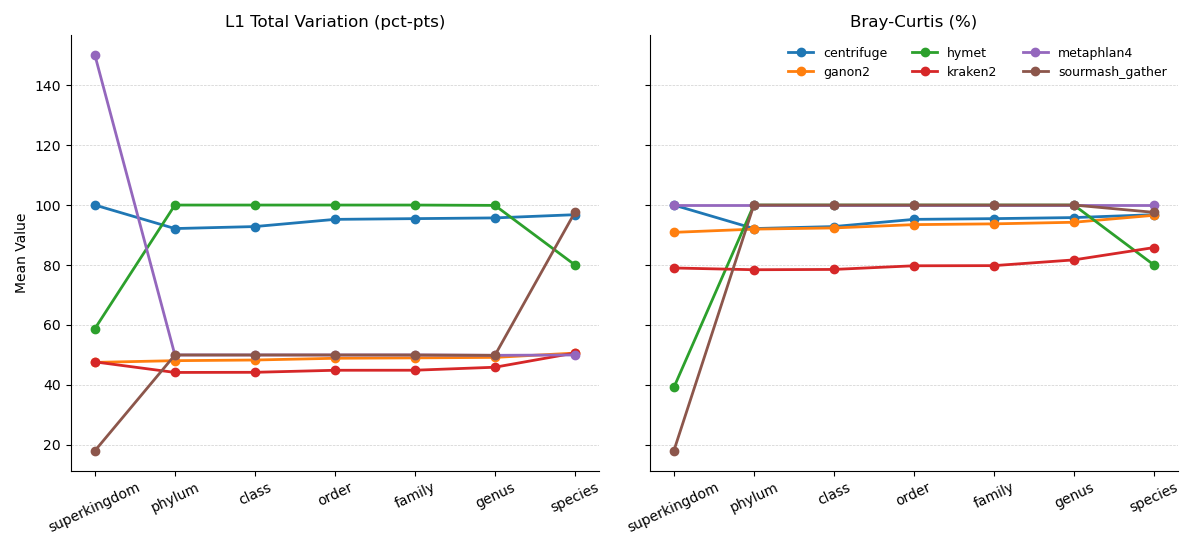 L1 Total Variation (pct-pts)
Mean Value
140
120
100
80
60
40
20
superkingdom
phylum
class
order
family
genus
species
Bray-Curtis (%)
centrifuge
ganon2
hymet
kraken2
metaphlan4
sourmash_gather
superkingdom
phylum
class
order
family
genus
species